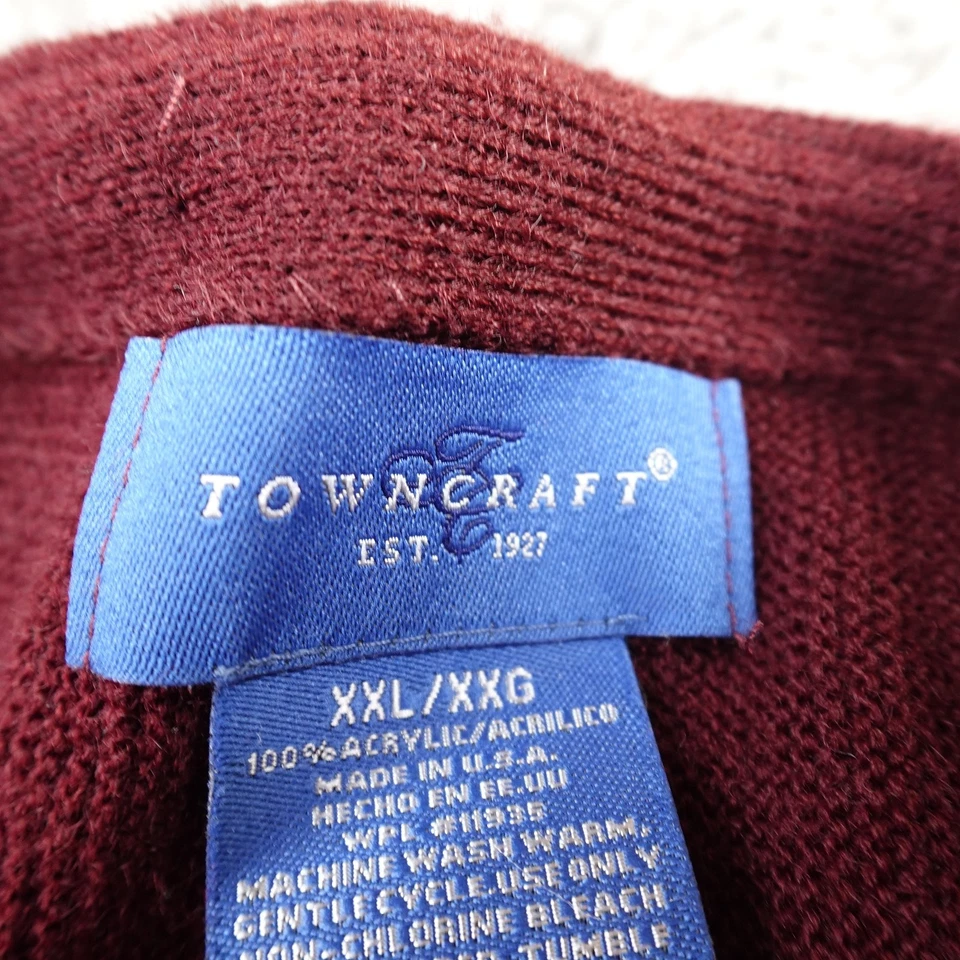 TOWNCRAFT®
EST. 1927
XXL/XXG
100% ACRYLIC/ACRILICO
MADE IN U.S.A.
HECHO EN EE.UU
WPL #11935
MACHINE WASH WARM,
GENTLE CYCLE.USE ONLY
NON-CHLORINE BLEACH
TUMBLE